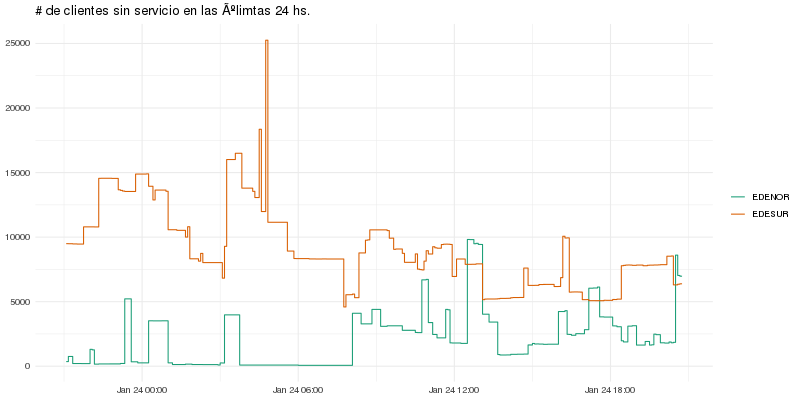 # de clientes sin servicio en las Ãºlimtas 24 hs.
25000
20000
15000
10000
5000
0
Jan 24 00:00
Jan 24 06:00
Jan 24 12:00
Jan 24 18:00
EDENOR
EDESUR